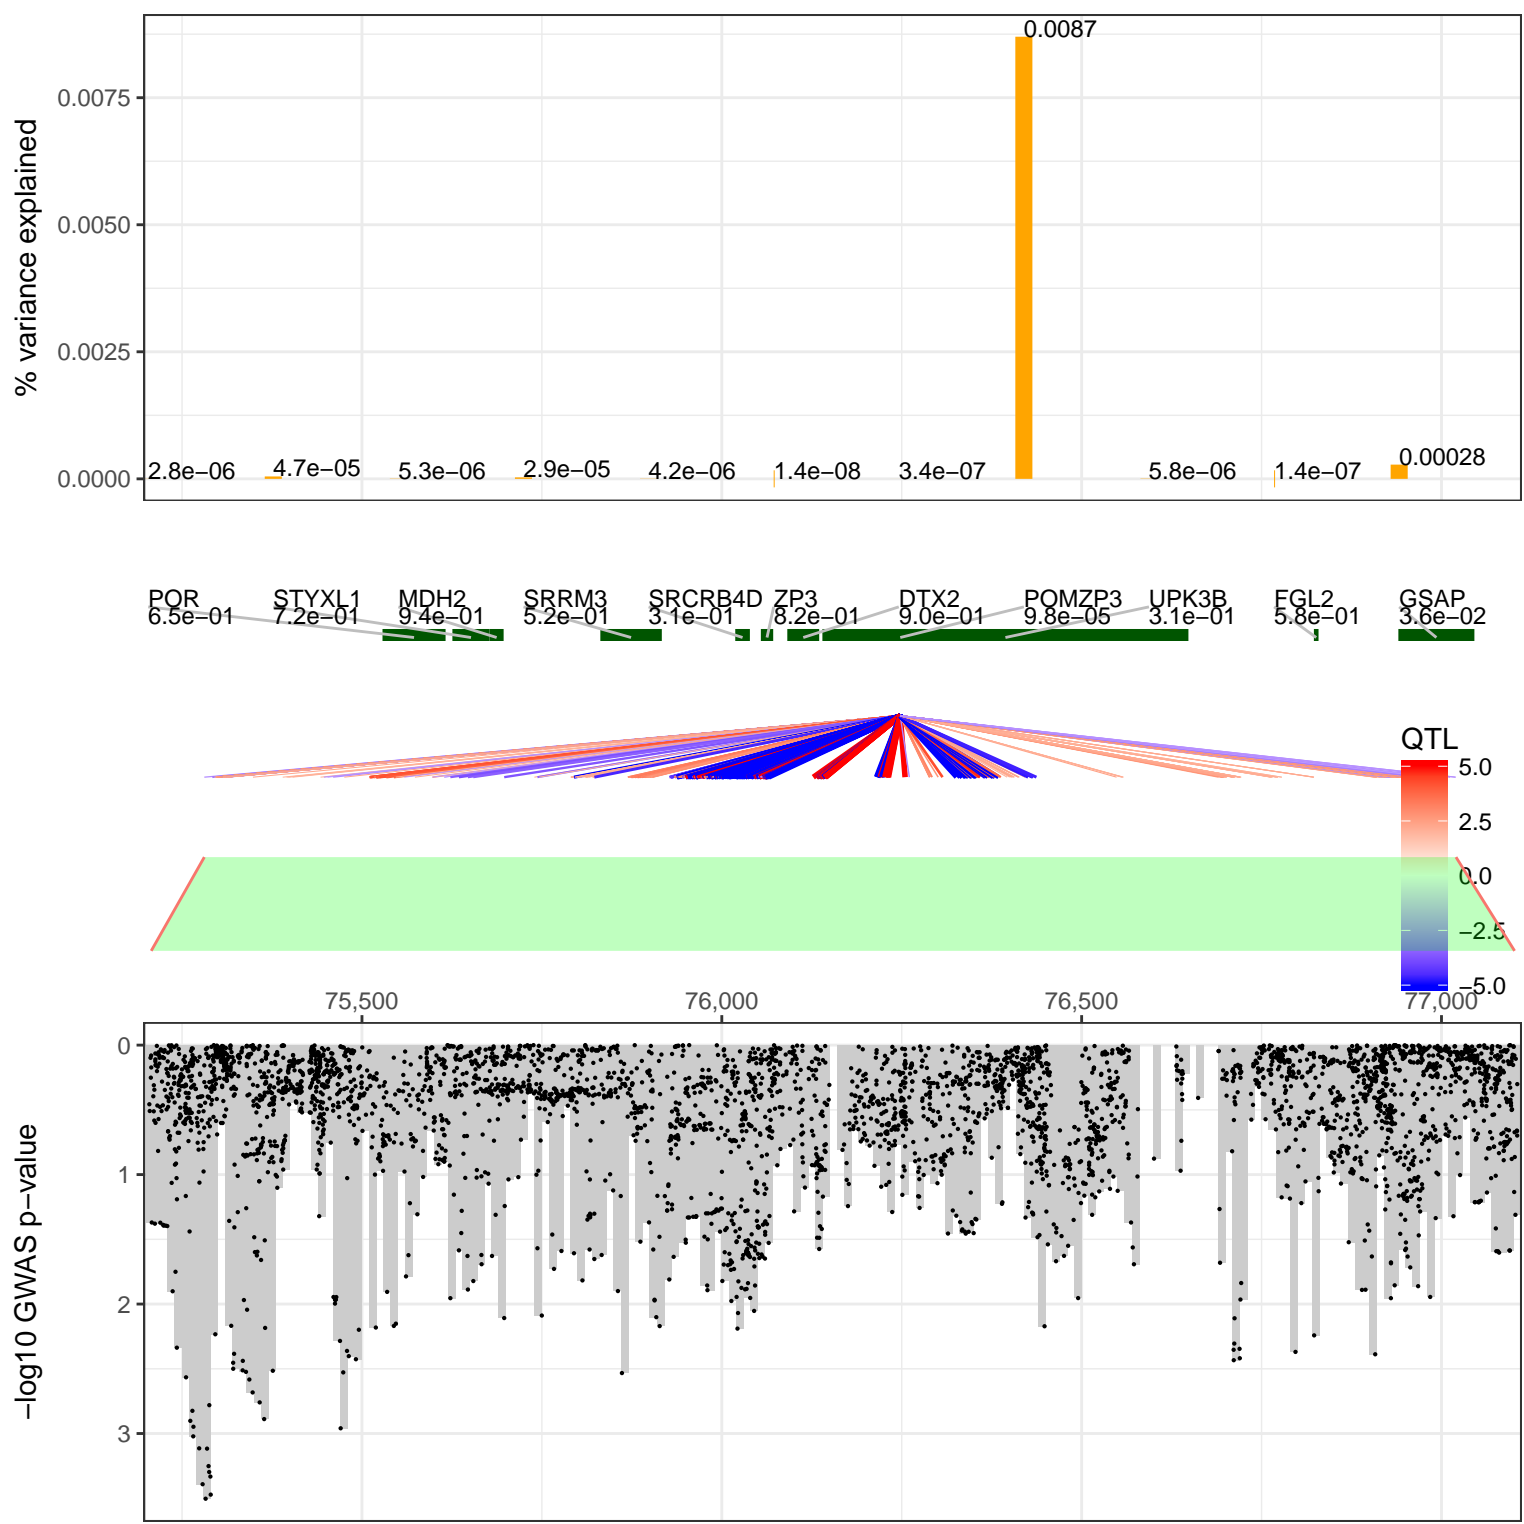 0.0087
0.0075
0.0050
0.0025
0.0000
% variance explained
2.8e−06 4.7e−05 5.3e−06 2.9e−05 4.2e−06 1.4e−08 3.4e−07 5.8e−06 1.4e−07 0.00028
POR STYXL1 MDH2 SRRM3 SRCRB4D ZP3 DTX2 POMZP3 UPK3B FGL2 GSAP
6.5e−01 7.2e−01 9.4e−01 5.2e−01 3.1e−01 8.2e−01 9.0e−01 9.8e−05 3.1e−01 5.8e−01 3.6e−02
QTL
5.0
2.5
0.0
−2.5
−5.0
75,500 76,000 76,500 77,000
0
1
2
3
−log10 GWAS p−value